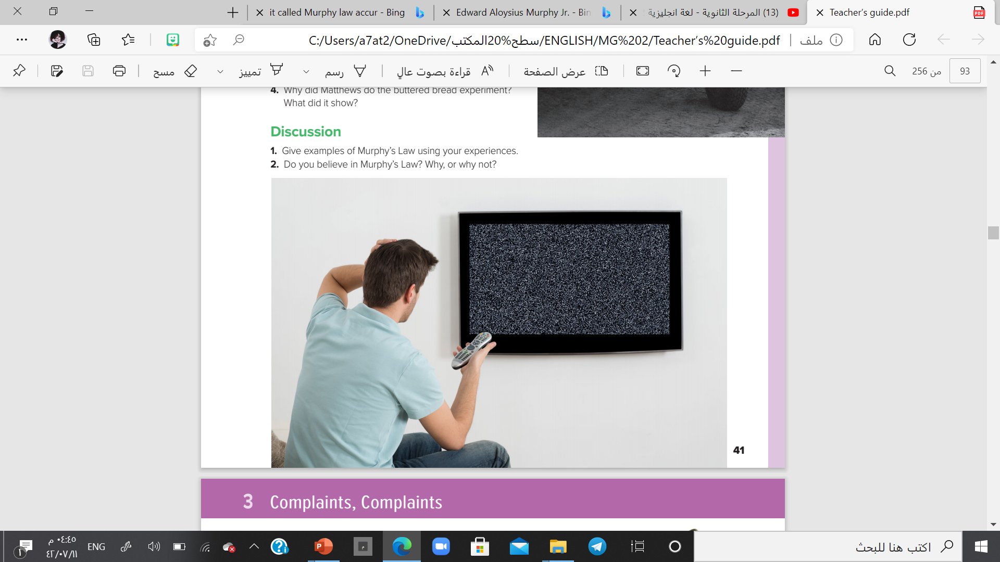 it called Murphy law accur - Bing
Edward Aloysius Murphy Jr. - Bin
(13) المرحلة الثانوية - لغة انجليزية
Teacher's guide.pdf
C:/Users/a7at2/OneDrive/سطح%20المكتب/ENGLISH/MG%202/Teacher's%20guide.pdf
ملف
مسح
تمييز
رسم
قراءة بصوت عالٍ
عرض الصفحة
من 256
93
4. Why did Matthews do the buttered bread experiment?
What did it show?
Discussion
1. Give examples of Murphy's Law using your experiences.
2. Do you believe in Murphy's Law? Why, or why not?
41
3 Complaints, Complaints
٠٤:٤٥ م
٤٢/٠٧/١١
ENG
اكتب هنا للبحث